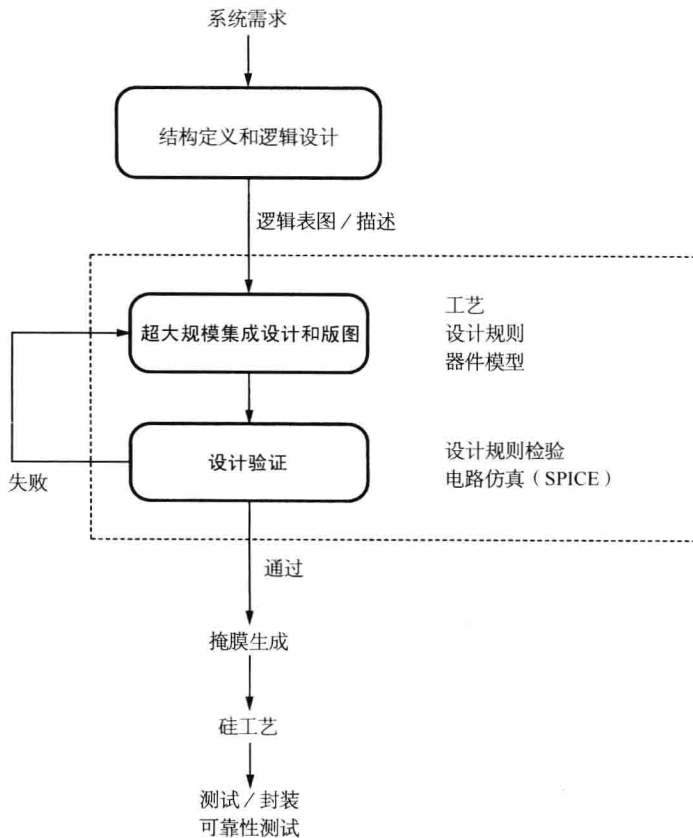 系统需求
结构定义和逻辑设计
逻辑表图／描述
超大规模集成设计和版图
工艺
设计规则
器件模型
设计验证
设计规则检验
电路仿真（SPICE）
失败
通过
掩膜生成
硅工艺
测试／封装
可靠性测试